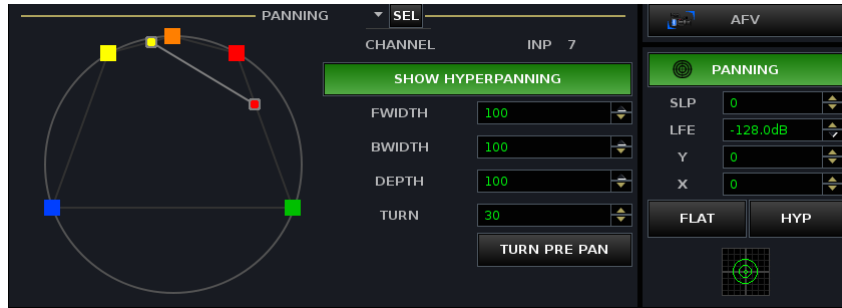 PANNING SEL
CHANNEL INP 7
SHOW HYPERPANNING
FWIDTH 100
BWIDTH 100
DEPTH 100
TURN 30
TURN PRE PAN
AFV
PANNING
SLP 0
LFE -128.0dB
Y 0
X 0
FLAT HYP